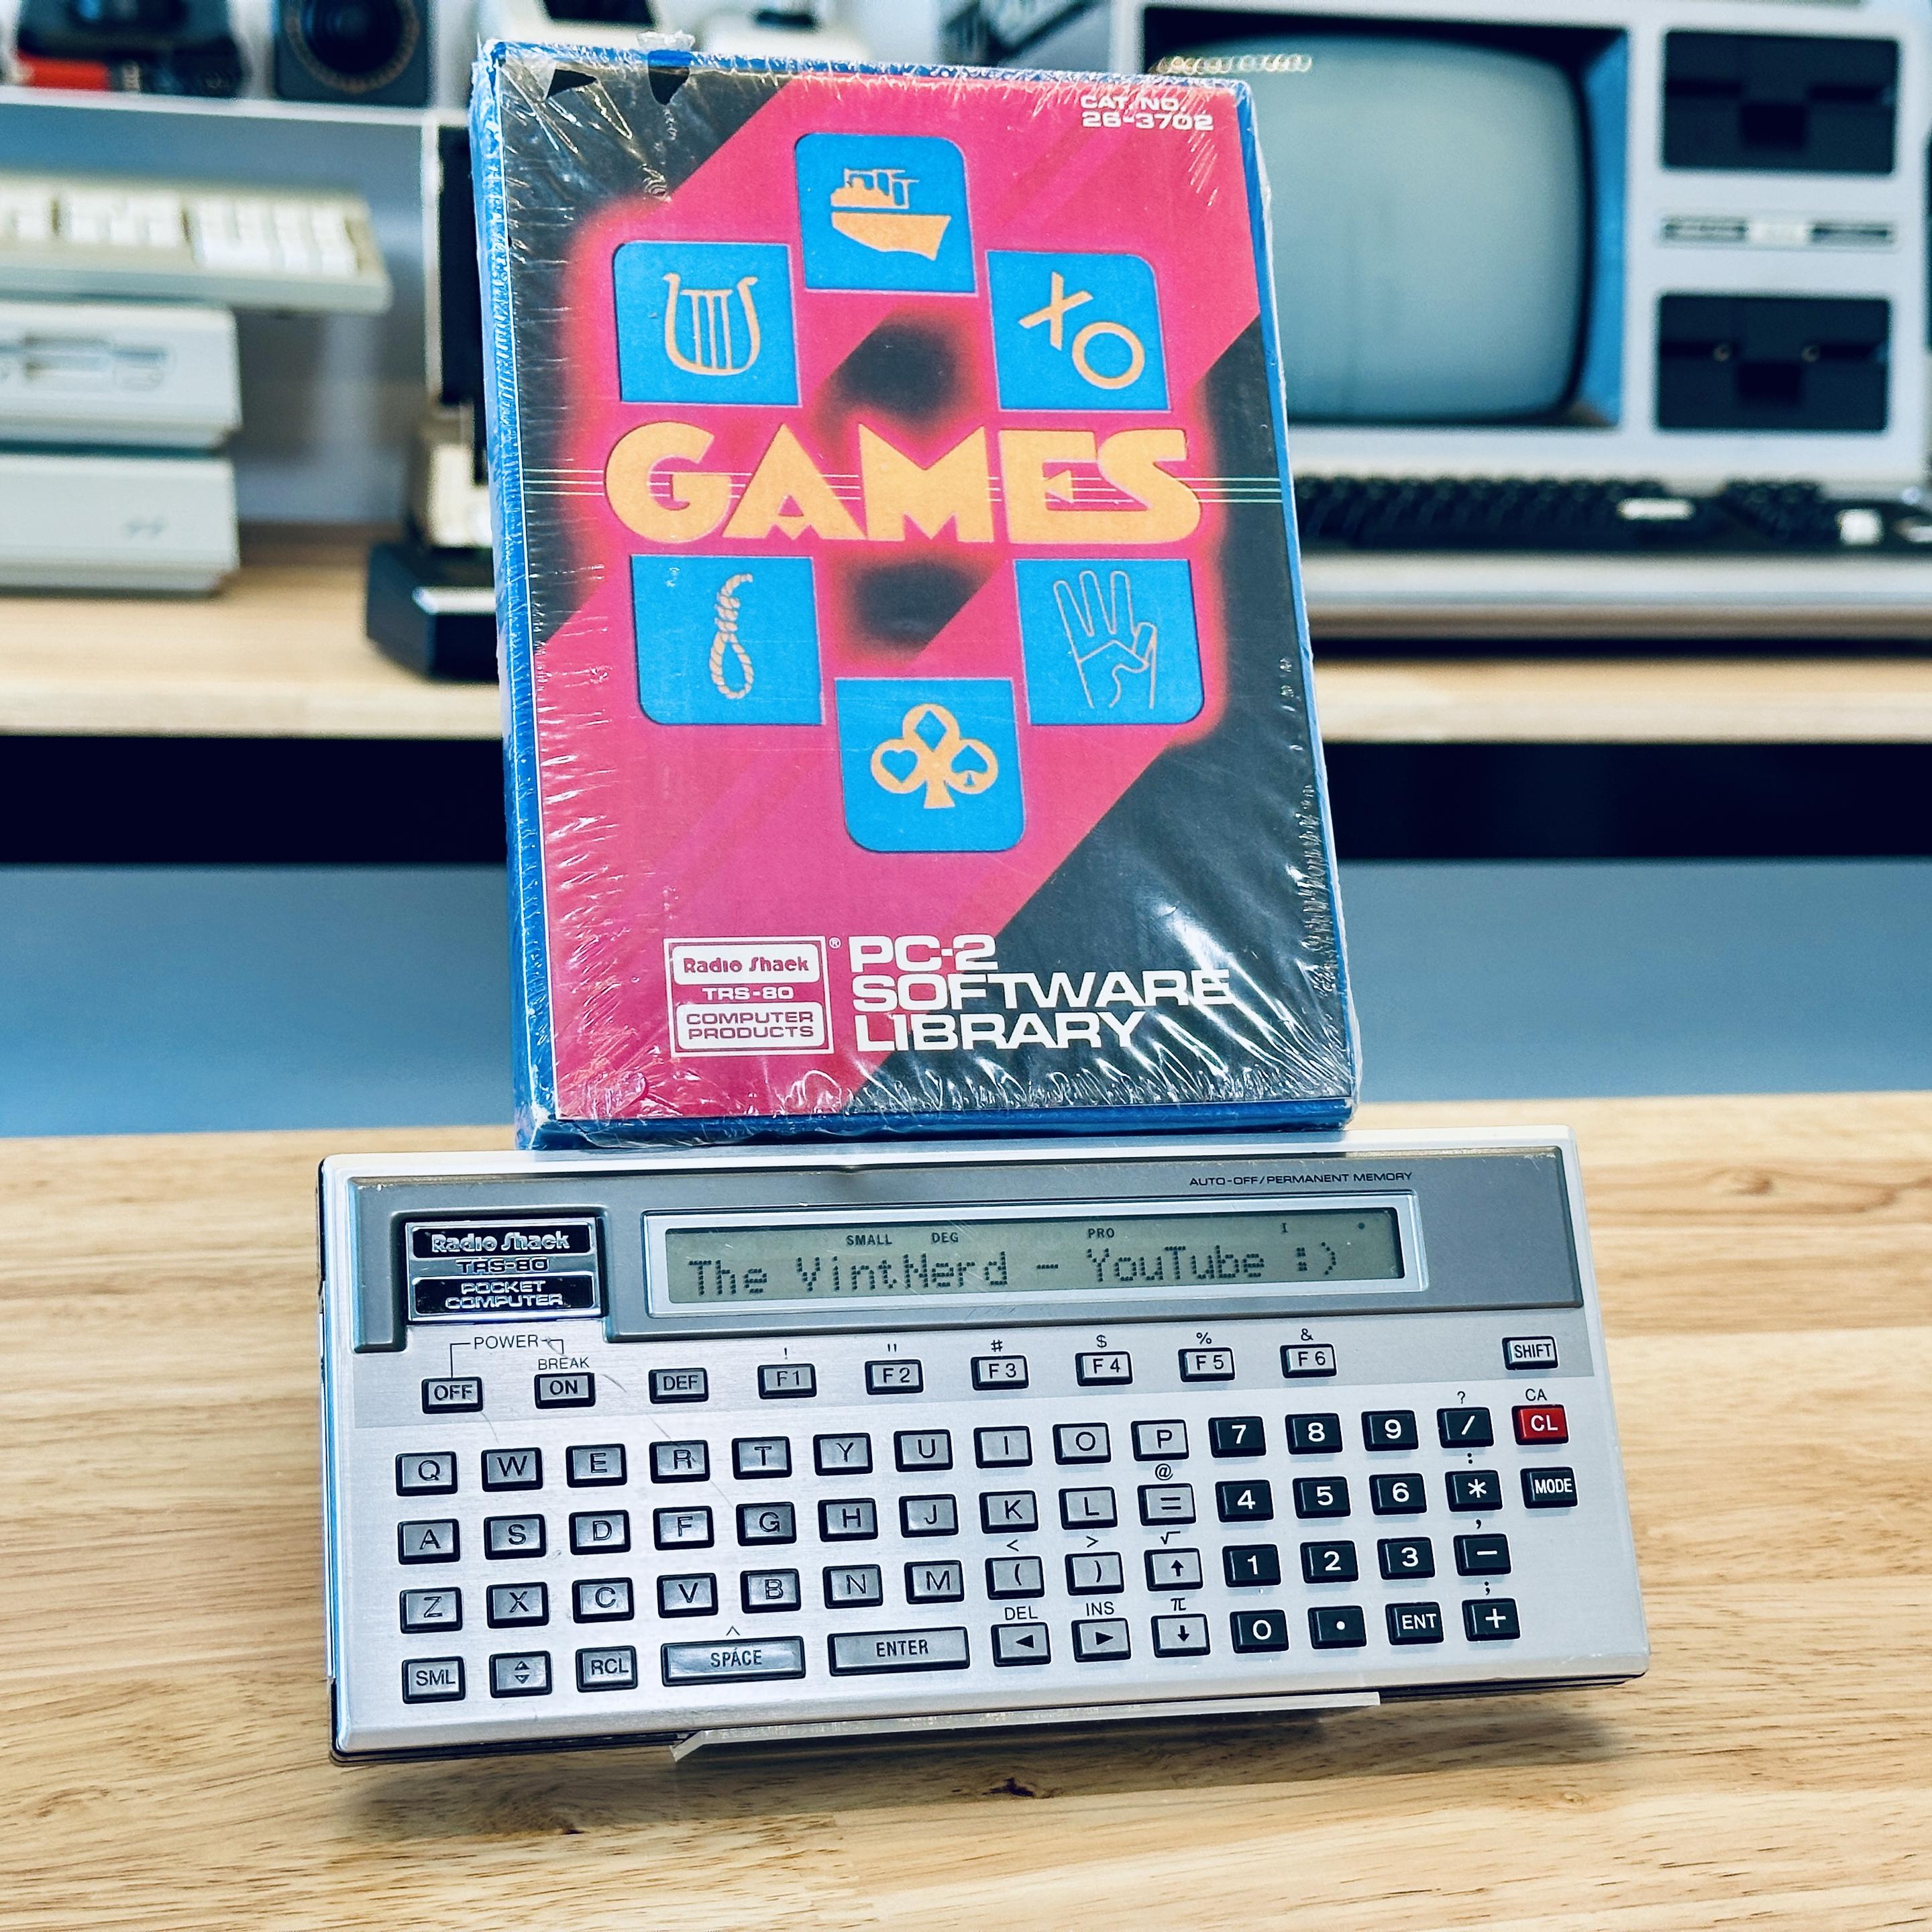 CAT. NO.
26-3702
XO
GAMES
Radio Shack
TRS-80
COMPUTER
PRODUCTS
®
PC-2
SOFTWARE
LIBRARY
AUTO-OFF/PERMANENT MEMORY
Radio Shack
TRS-80
POCKET
COMPUTER
SMALL DEG PRO I
The VintNerd - YouTube :)
POWER
BREAK
! " # $ % &
OFF ON DEF F1 F2 F3 F4 F5 F6 SHIFT
? CA
Q W E R T Y U I O P 7 8 9 / CL
@ :
A S D F G H J K L = 4 5 6 * MODE
< > √ ,
Z X C V B N M ( ) ↑ 1 2 3 −
^ DEL INS π ;
SML RCL SPACE ENTER ◄ ► ↓ 0 • ENT +